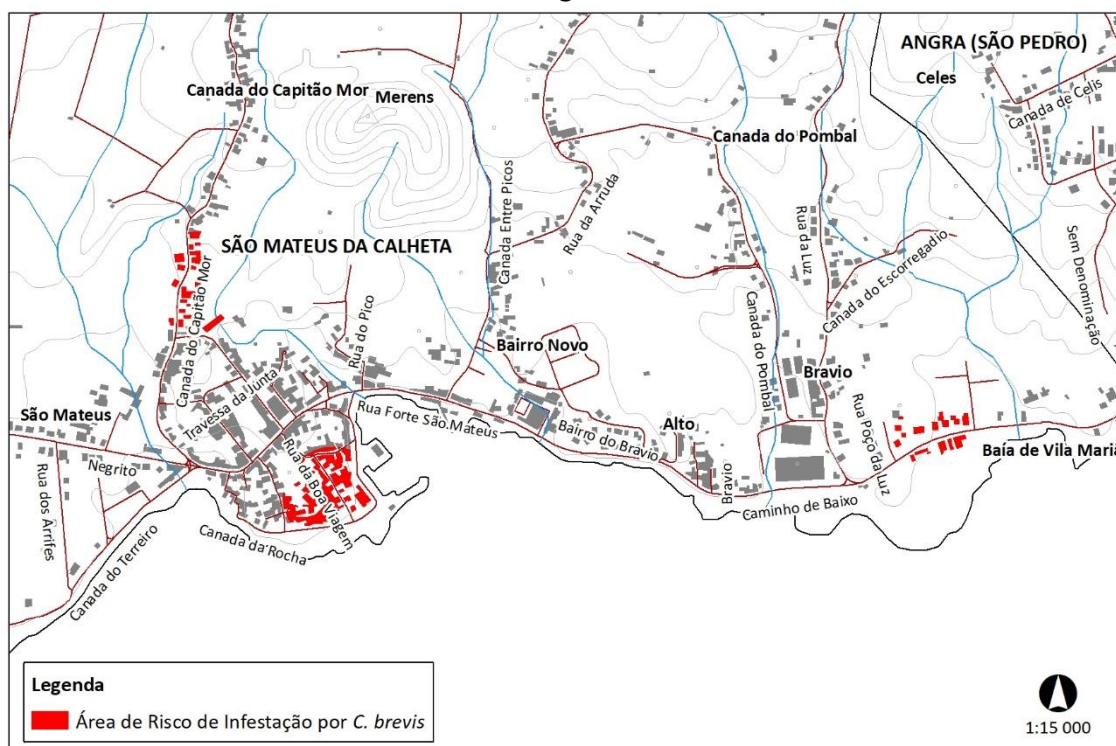 ANGRA (SÃO PEDRO)
Celes
Canada de Celis
Canada do Capitão Mor
Merens
Canada do Pombal
Canada Entre Picos
Rua da Arruda
Rua da Luz
SÃO MATEUS DA CALHETA
Canada do Capitão Mor
Canada do Escorregadio
Sem Denominação
Rua do Pico
Bairro Novo
Canada do Pombal
Bravio
Travessa da Junta
São Mateus
Rua Forte São Mateus
Bairro do Bravio
Alto
Rua Poço da Luz
Baía de Vila Maria
Negrito
Rua dos Arrifes
Rua da Boa Viagem
Bravio
Caminho de Baixo
Canada da Rocha
Canada do Terreiro
Legenda
Área de Risco de Infestação por C. brevis
1:15 000